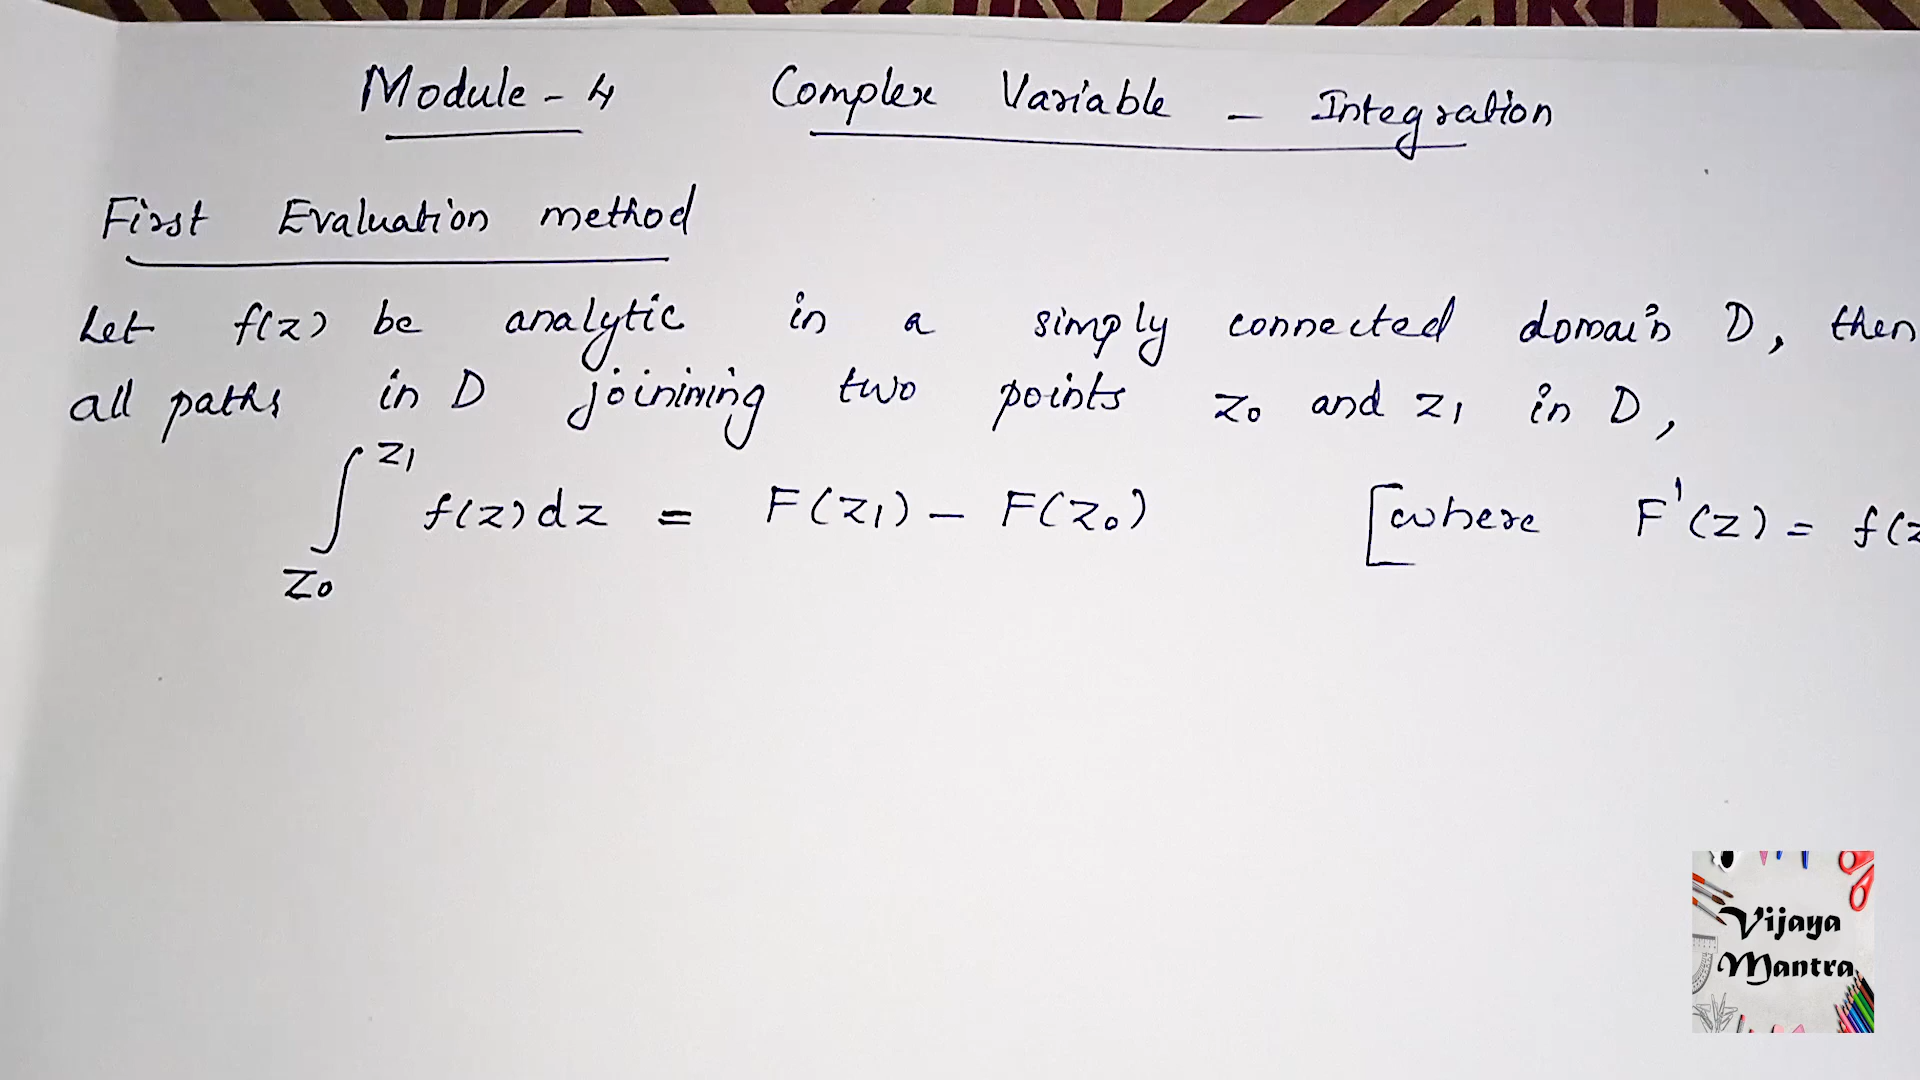 Module - 4 Complex Variable - Integration
First Evaluation method
Let f(z) be analytic in a simply connected domain D, then
all paths in D joinining two points z₀ and z₁ in D,
∫_{z₀}^{z₁} f(z) dz = F(z₁) - F(z₀) [where F'(z) = f(z
Vijaya
Mantra